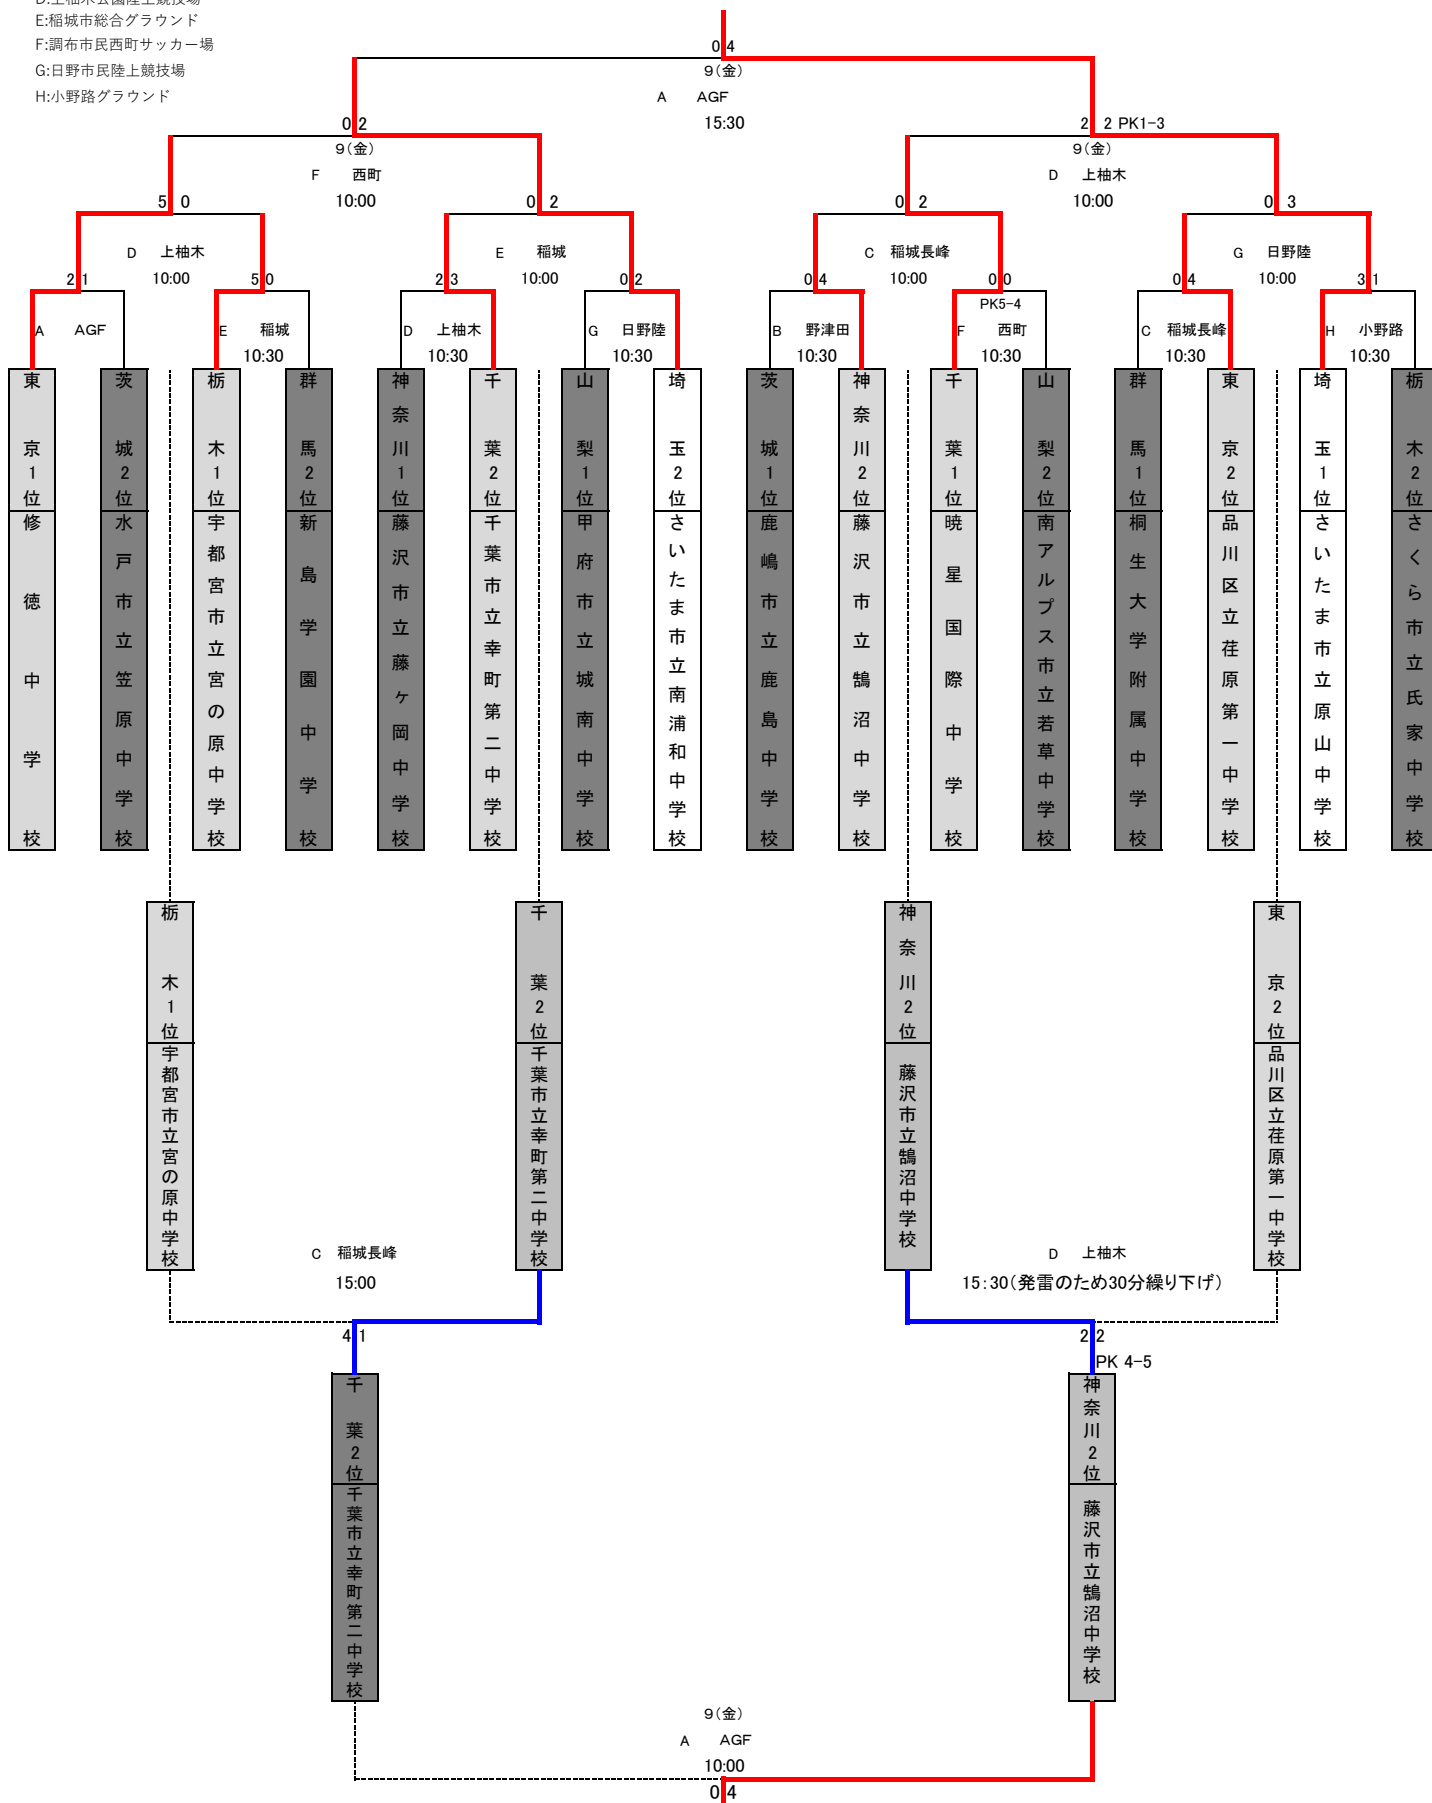 D:上柚木公園陸上競技場
E:稲城市総合グラウンド
F:調布市民西町サッカー場
G:日野市民陸上競技場
H:小野路グラウンド
0 4
9(金)
A AGF
15:30
0 2
9(金)
F 西町
10:00
2 2 PK1-3
9(金)
D 上柚木
10:00
5 0
D 上柚木
10:00
0 2
E 稲城
10:00
0 2
C 稲城長峰
10:00
0 3
G 日野陸
10:00
2 1
A AGF
5 0
E 稲城
10:30
2 3
D 上柚木
10:30
0 2
G 日野陸
10:30
0 4
B 野津田
10:30
0 0
PK5-4
F 西町
10:30
0 4
C 稲城長峰
10:30
3 1
H 小野路
10:30
東京1位
修徳中学校
茨城2位
水戸市立笠原中学校
栃木1位
宇都宮市立宮の原中学校
群馬2位
新島学園中学校
神奈川1位
藤沢市立藤ヶ岡中学校
千葉2位
千葉市立幸町第二中学校
山梨1位
甲府市立城南中学校
埼玉2位
さいたま市立南浦和中学校
茨城1位
鹿嶋市立鹿島中学校
神奈川2位
藤沢市立鵠沼中学校
千葉1位
暁星国際中学校
山梨2位
南アルプス市立若草中学校
群馬1位
桐生大学附属中学校
東京2位
品川区立荏原第一中学校
埼玉1位
さいたま市立原山中学校
栃木2位
さくら市立氏家中学校
栃木1位
宇都宮市立宮の原中学校
千葉2位
千葉市立幸町第二中学校
神奈川2位
藤沢市立鵠沼中学校
東京2位
品川区立荏原第一中学校
C 稲城長峰
15:00
4 1
D 上柚木
15:30(発雷のため30分繰り下げ)
2 2
PK 4-5
千葉2位
千葉市立幸町第二中学校
神奈川2位
藤沢市立鵠沼中学校
9(金)
A AGF
10:00
0 4